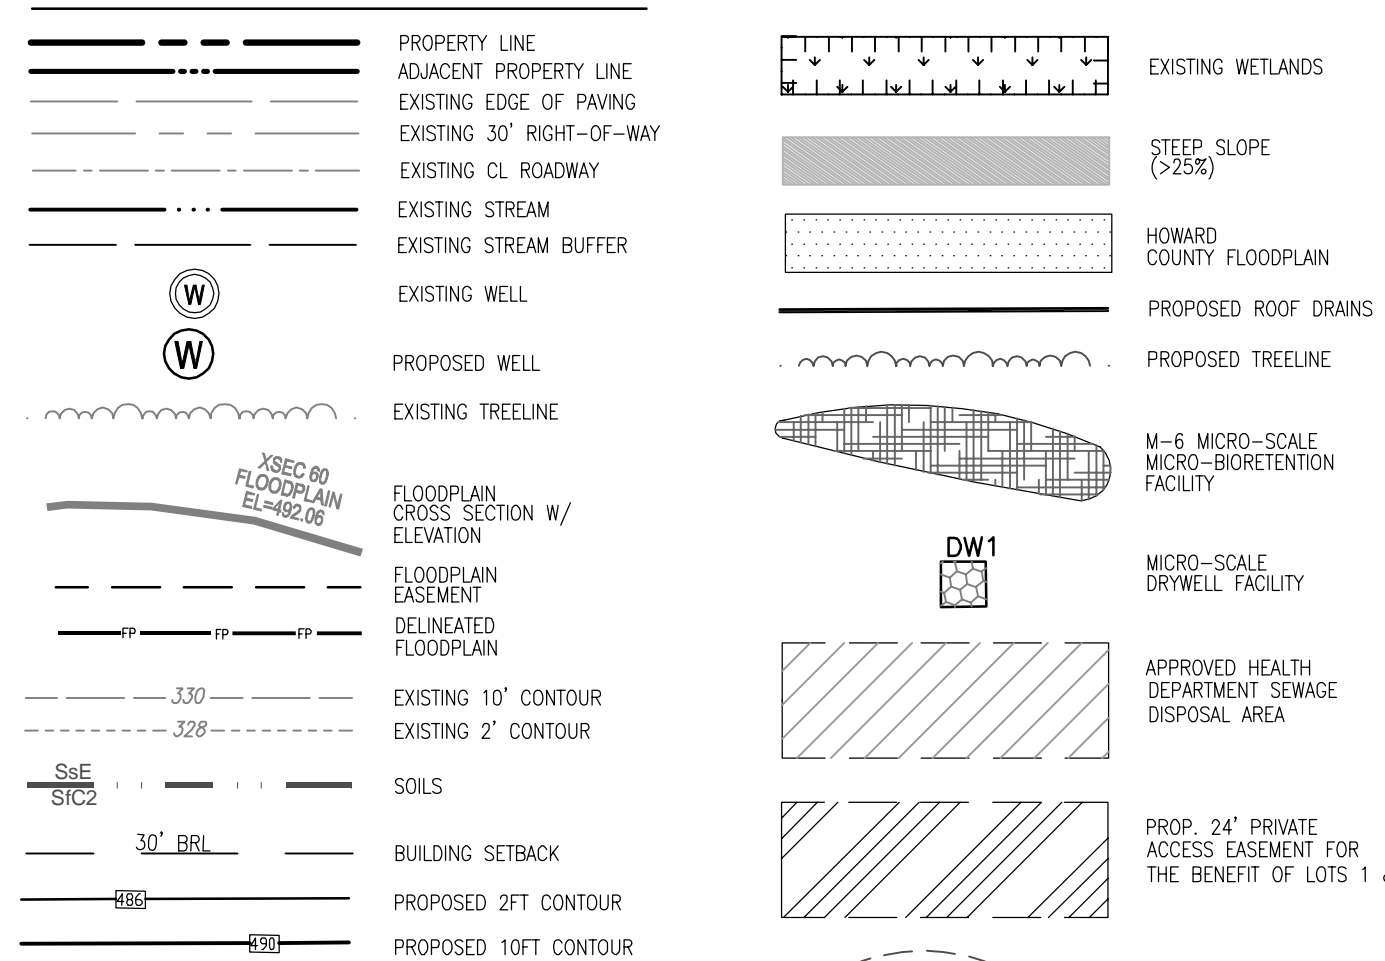 PROPERTY LINE
ADJACENT PROPERTY LINE
EXISTING EDGE OF PAVING
EXISTING 30' RIGHT-OF-WAY
EXISTING CL ROADWAY
EXISTING STREAM
EXISTING STREAM BUFFER
W
EXISTING WELL
W
PROPOSED WELL
EXISTING TREELINE
XSEC 60
FLOODPLAIN
EL=492.06
FLOODPLAIN
CROSS SECTION W/
ELEVATION
FLOODPLAIN
EASEMENT
FP FP FP
DELINEATED
FLOODPLAIN
330
EXISTING 10' CONTOUR
328
EXISTING 2' CONTOUR
SsE
SfC2
SOILS
30' BRL
BUILDING SETBACK
486
PROPOSED 2FT CONTOUR
490
PROPOSED 10FT CONTOUR
EXISTING WETLANDS
STEEP SLOPE
(>25%)
HOWARD
COUNTY FLOODPLAIN
PROPOSED ROOF DRAINS
PROPOSED TREELINE
M-6 MICRO-SCALE
MICRO-BIORETENTION
FACILITY
DW1
MICRO-SCALE
DRYWELL FACILITY
APPROVED HEALTH
DEPARTMENT SEWAGE
DISPOSAL AREA
PROP. 24' PRIVATE
ACCESS EASEMENT FOR
THE BENEFIT OF LOTS 1